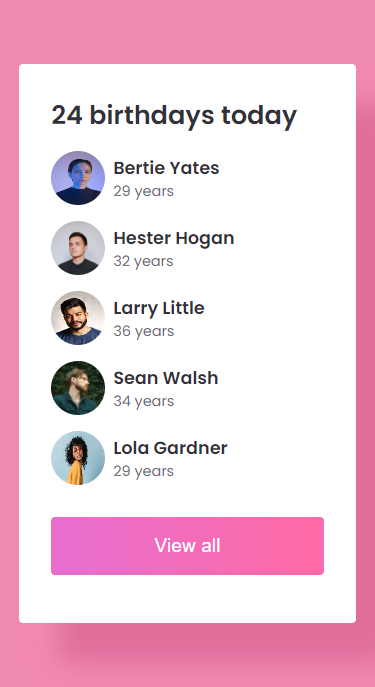 24 birthdays today
Bertie Yates
29 years
Hester Hogan
32 years
Larry Little
36 years
Sean Walsh
34 years
Lola Gardner
29 years
View all